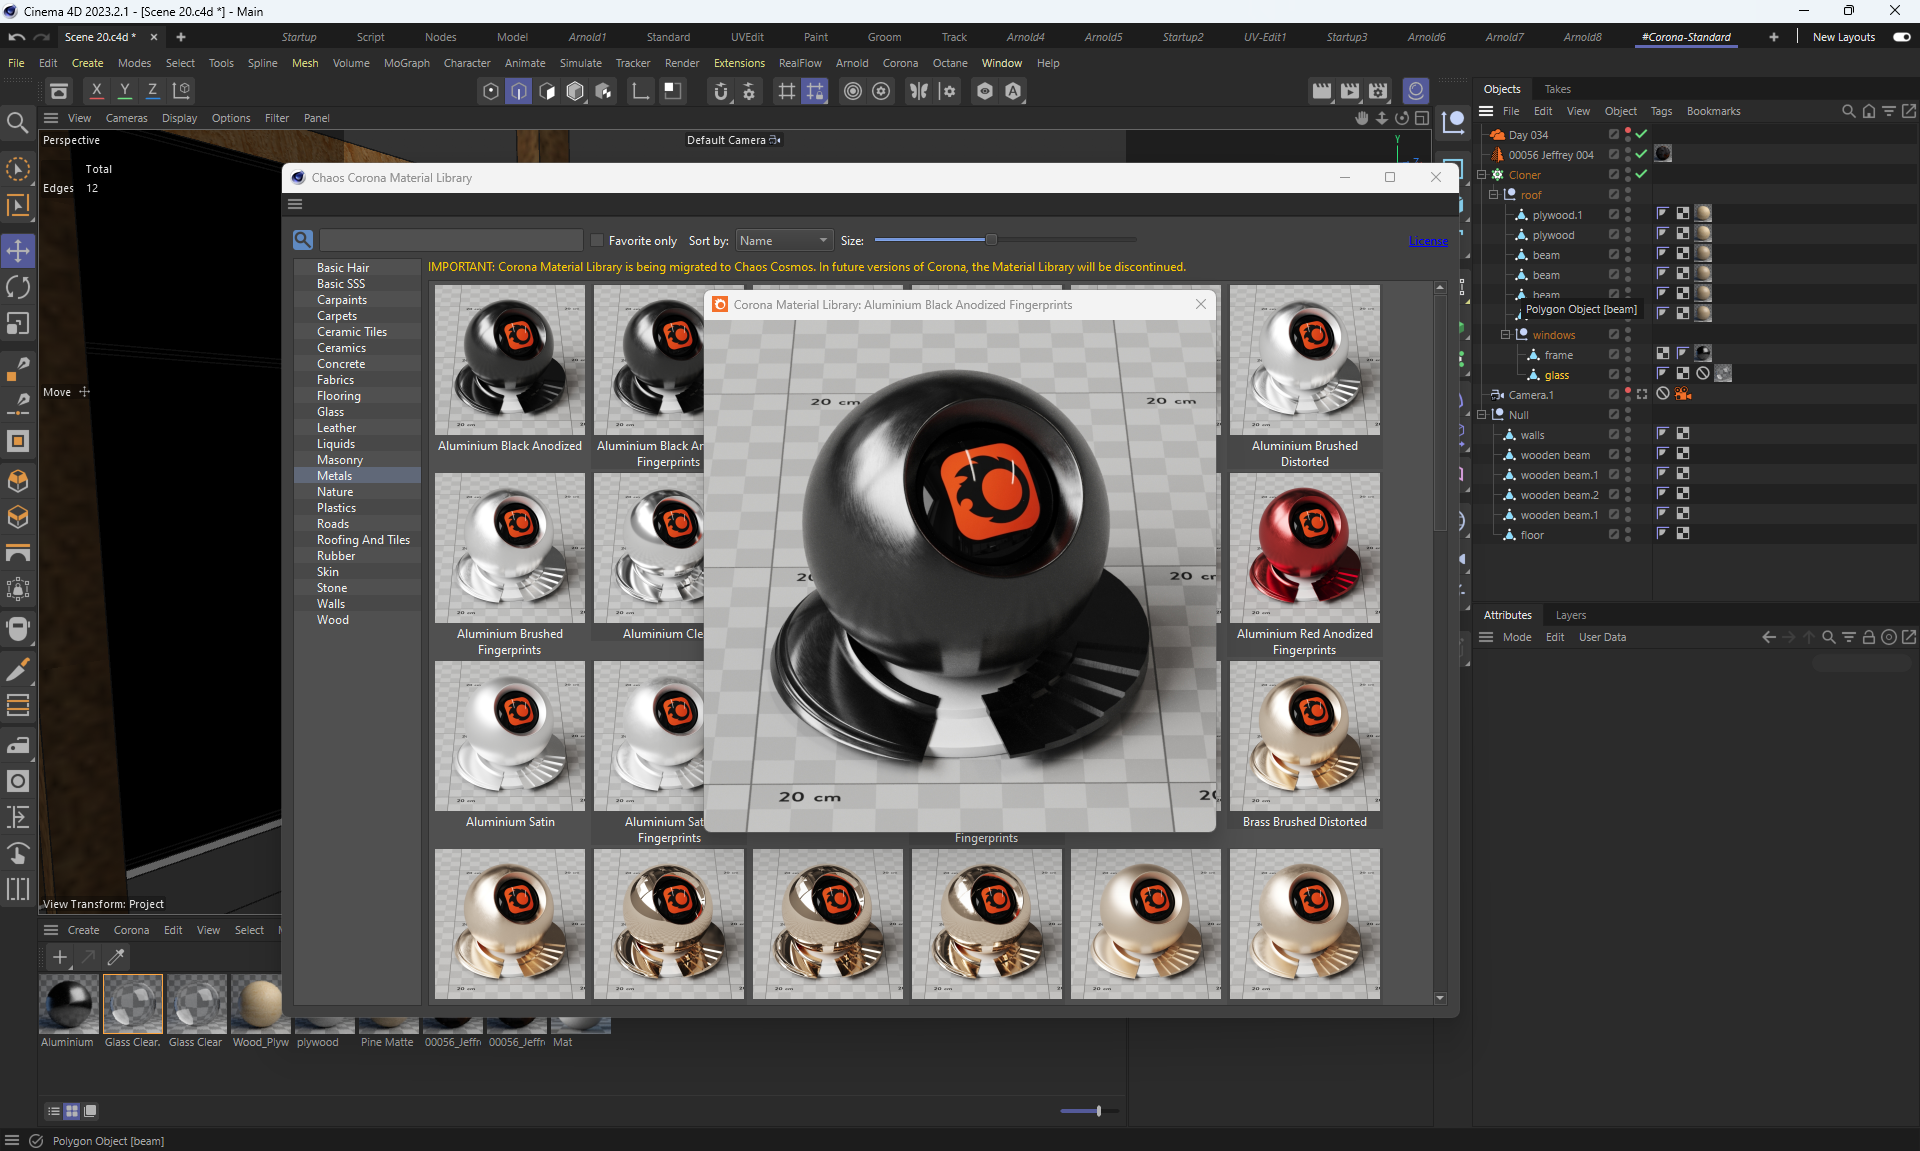 Cinema 4D 2023.2.1 - [Scene 20.c4d *] - Main
Scene 20.c4d *
Startup
Script
Nodes
Model
Arnold1
Standard
UVEdit
Paint
Groom
Track
Arnold4
Arnold5
Startup2
UV-Edit1
Startup3
Arnold6
Arnold7
Arnold8
#Corona-Standard
New Layouts
File Edit Create Modes Select Tools Spline Mesh Volume MoGraph Character Animate Simulate Tracker Render Extensions RealFlow Arnold Corona Octane Window Help
X Y Z
View Cameras Display Options Filter Panel
Perspective
Default Camera
Total
Edges 12
Move
View Transform: Project
Y
Z
Chaos Corona Material Library
Favorite only
Sort by:
Name
Size:
License
IMPORTANT: Corona Material Library is being migrated to Chaos Cosmos. In future versions of Corona, the Material Library will be discontinued.
Basic Hair
Basic SSS
Carpaints
Carpets
Ceramic Tiles
Ceramics
Concrete
Fabrics
Flooring
Glass
Leather
Liquids
Masonry
Metals
Nature
Plastics
Roads
Roofing And Tiles
Rubber
Skin
Stone
Walls
Wood
Aluminium Black Anodized
Aluminium Black An
Fingerprints
Aluminium Brushed
Distorted
Aluminium Brushed
Fingerprints
Aluminium Cle
Aluminium Red Anodized
Fingerprints
Aluminium Satin
Aluminium Sat
Fingerprints
Fingerprints
Brass Brushed Distorted
Corona Material Library: Aluminium Black Anodized Fingerprints
20 cm
20 cm
20 cm
20 cm
Objects
Takes
File Edit View Object Tags Bookmarks
Day 034
00056 Jeffrey 004
Cloner
roof
plywood.1
plywood
beam
beam
beam
Polygon Object [beam]
windows
frame
glass
Camera.1
Null
walls
wooden beam
wooden beam.1
wooden beam.2
wooden beam.1
floor
Attributes
Layers
Mode Edit User Data
Create Corona Edit View Select
Aluminium
Glass Clear.
Glass Clear
Wood_Plyw
plywood
Pine Matte
00056_Jeffr
00056_Jeffr
Mat
Polygon Object [beam]